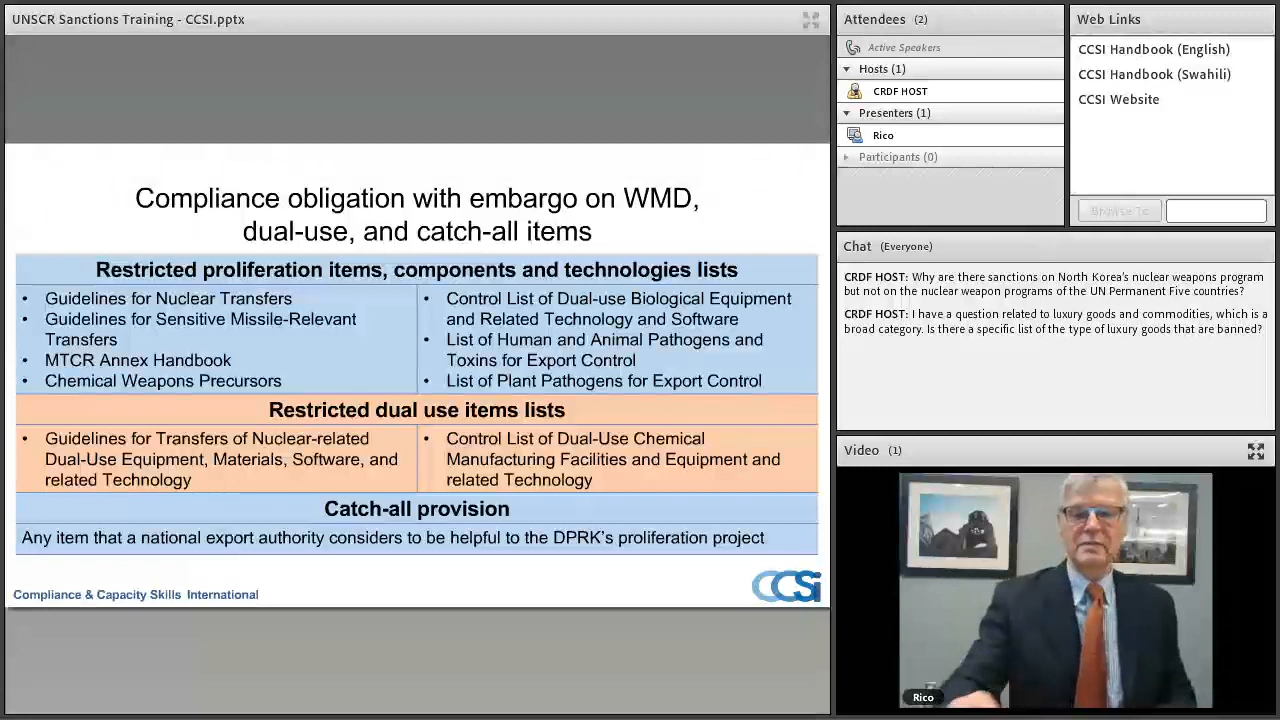 UNSCR Sanctions Training - CCSI.pptx
Compliance obligation with embargo on WMD,
dual-use, and catch-all items
Restricted proliferation items, components and technologies lists
• Guidelines for Nuclear Transfers
• Guidelines for Sensitive Missile-Relevant
Transfers
• MTCR Annex Handbook
• Chemical Weapons Precursors
• Control List of Dual-use Biological Equipment
and Related Technology and Software
• List of Human and Animal Pathogens and
Toxins for Export Control
• List of Plant Pathogens for Export Control
Restricted dual use items lists
• Guidelines for Transfers of Nuclear-related
Dual-Use Equipment, Materials, Software, and
related Technology
• Control List of Dual-Use Chemical
Manufacturing Facilities and Equipment and
related Technology
Catch-all provision
Any item that a national export authority considers to be helpful to the DPRK's proliferation project
Compliance & Capacity Skills International
CCSi
Attendees (2)
Active Speakers
Hosts (1)
CRDF HOST
Presenters (1)
Rico
Participants (0)
Web Links
CCSI Handbook (English)
CCSI Handbook (Swahili)
CCSI Website
Browse To
Chat (Everyone)
CRDF HOST: Why are there sanctions on North Korea's nuclear weapons program
but not on the nuclear weapon programs of the UN Permanent Five countries?
CRDF HOST: I have a question related to luxury goods and commodities, which is a
broad category. Is there a specific list of the type of luxury goods that are banned?
Video (1)
Rico